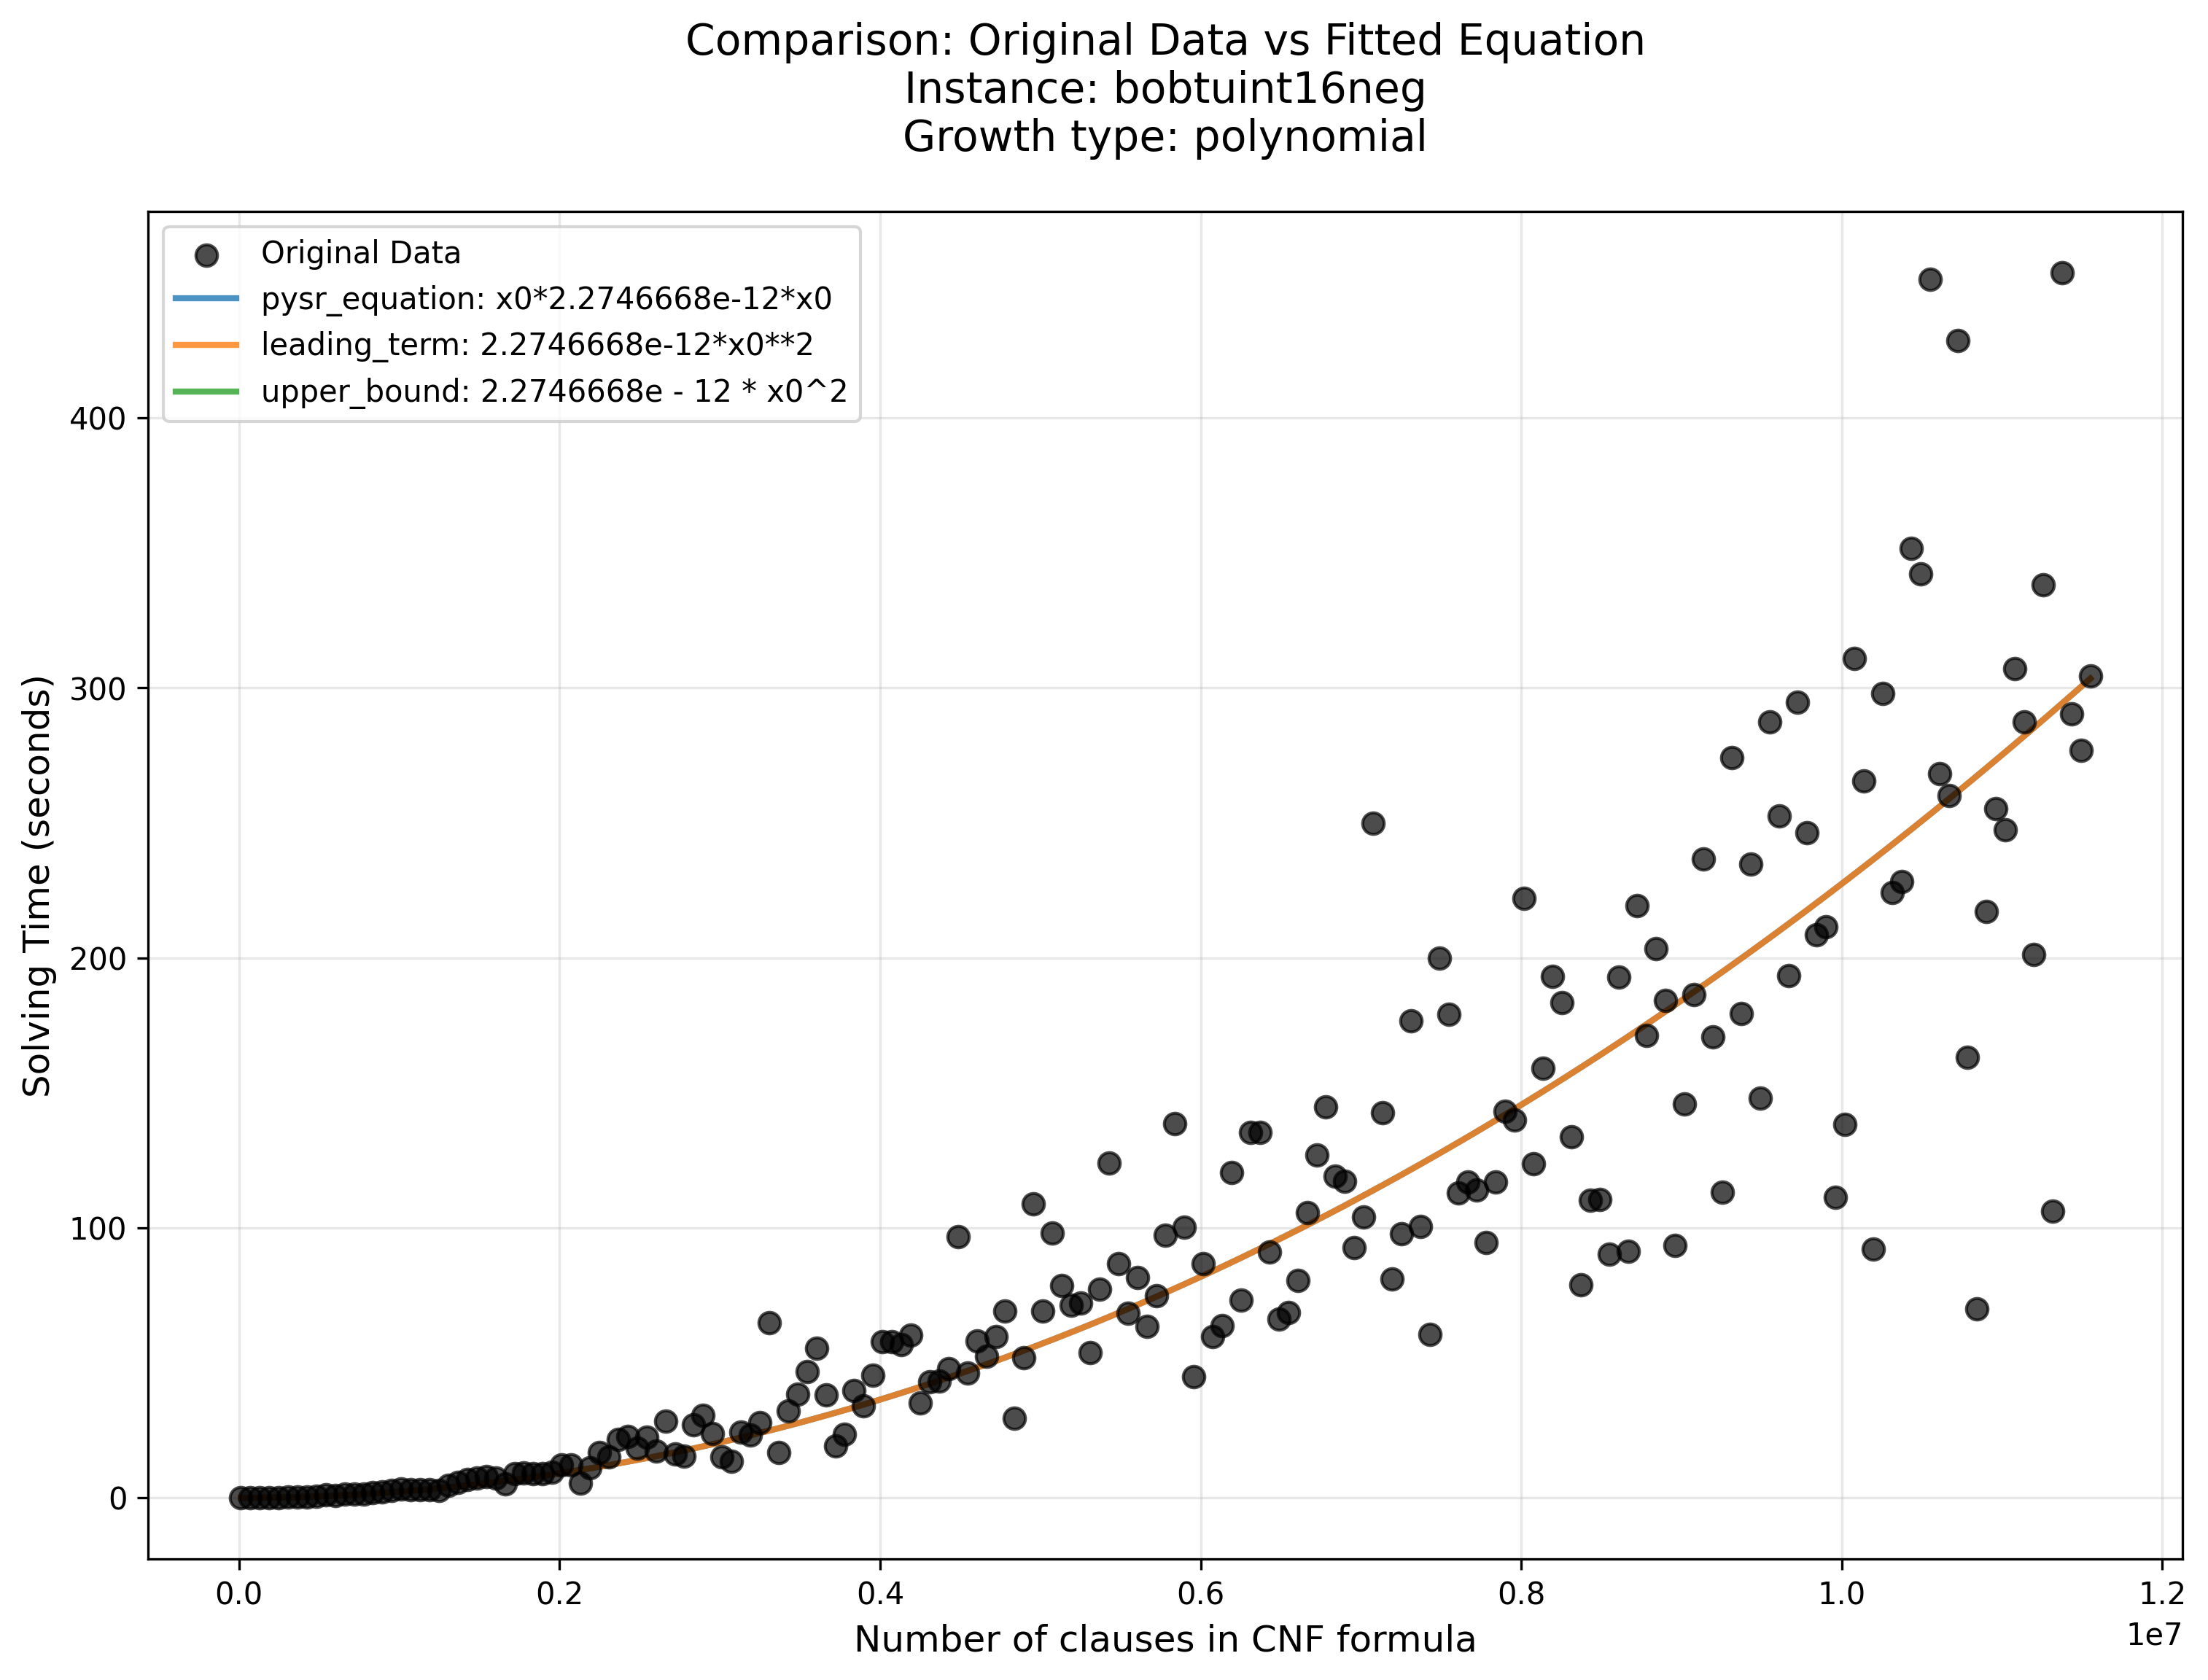 Comparison: Original Data vs Fitted Equation
Instance: bobtuint16neg
Growth type: polynomial
Original Data
pysr_equation: x0*2.2746668e-12*x0
leading_term: 2.2746668e-12*x0**2
upper_bound: 2.2746668e - 12 * x0^2
Solving Time (seconds)
400
300
200
100
0
0.0 0.2 0.4 0.6 0.8 1.0 1.2
1e7
Number of clauses in CNF formula